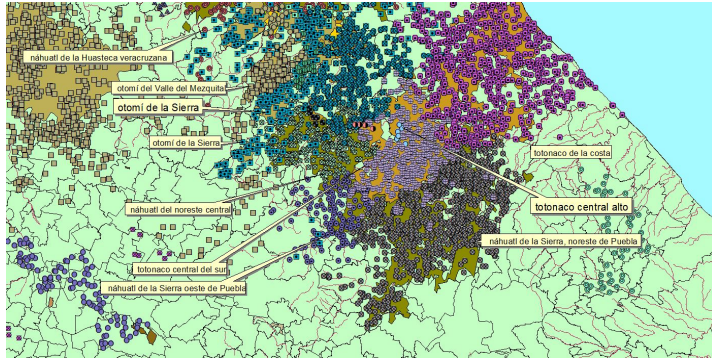 náhuatl de la Huasteca veracruzana
otomí del Valle del Mezquital
otomí de la Sierra
otomí de la Sierra
totonaco de la costa
totonaco central alto
náhuatl del noreste central
náhuatl de la Sierra, noreste de Puebla
totonaco central del sur
náhuatl de la Sierra oeste de Puebla